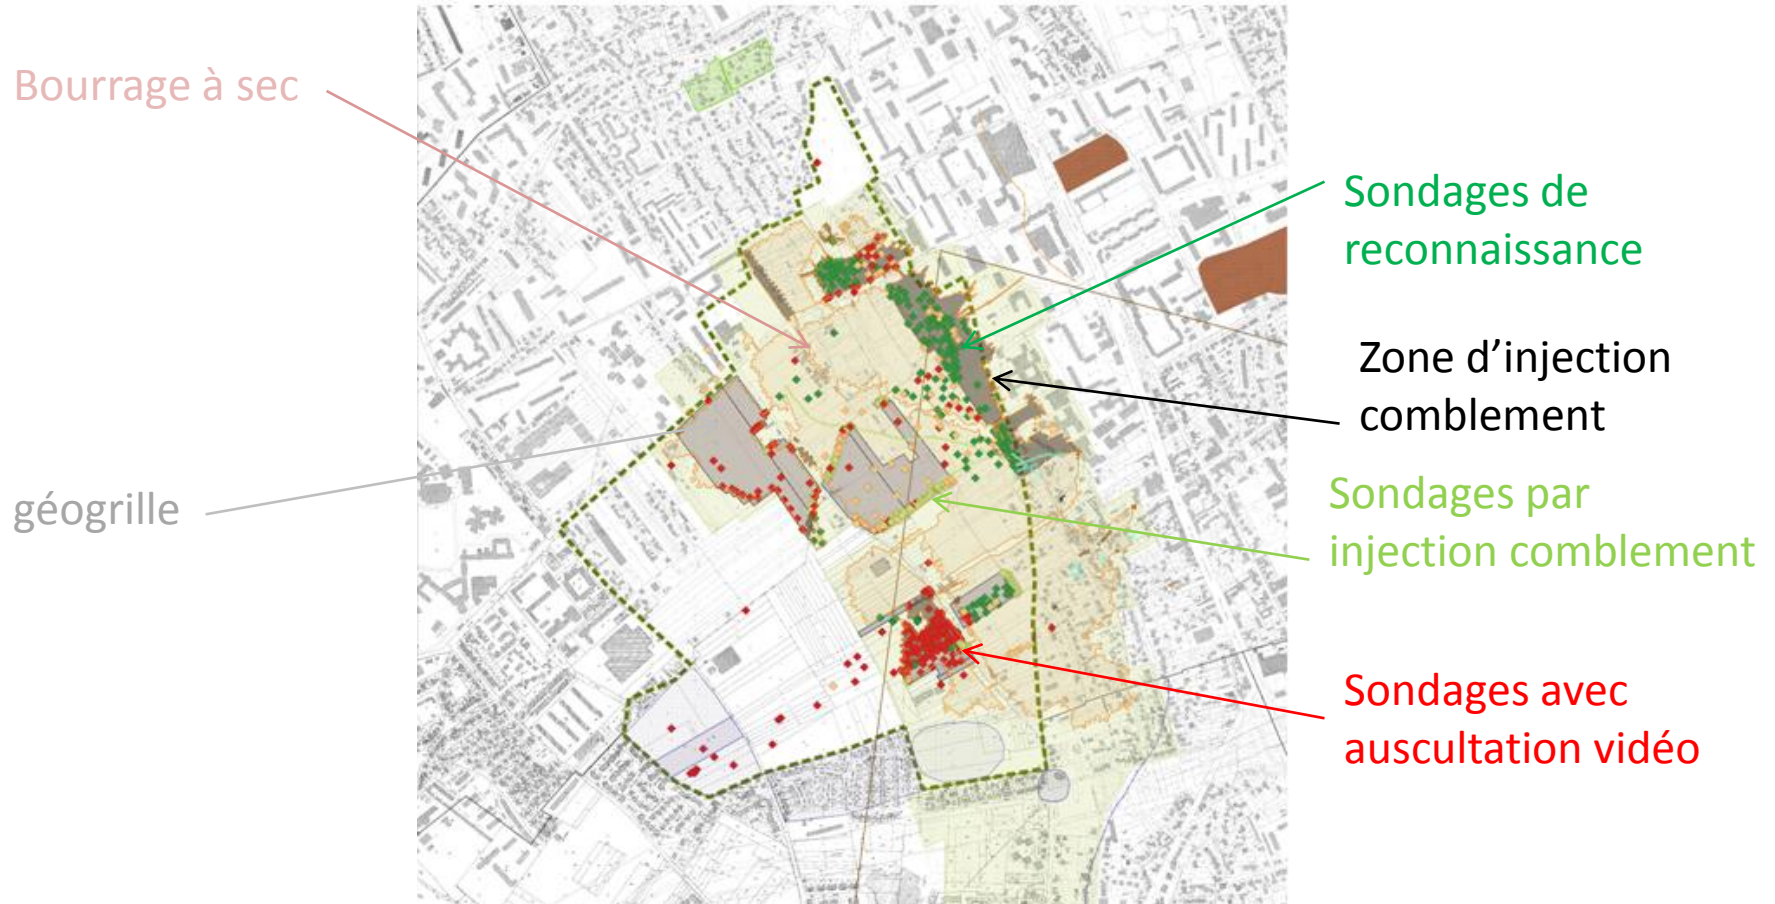 Bourrage à sec
Sondages de
reconnaissance
Zone d’injection
comblement
géogrille
Sondages par
injection comblement
Sondages avec
auscultation vidéo